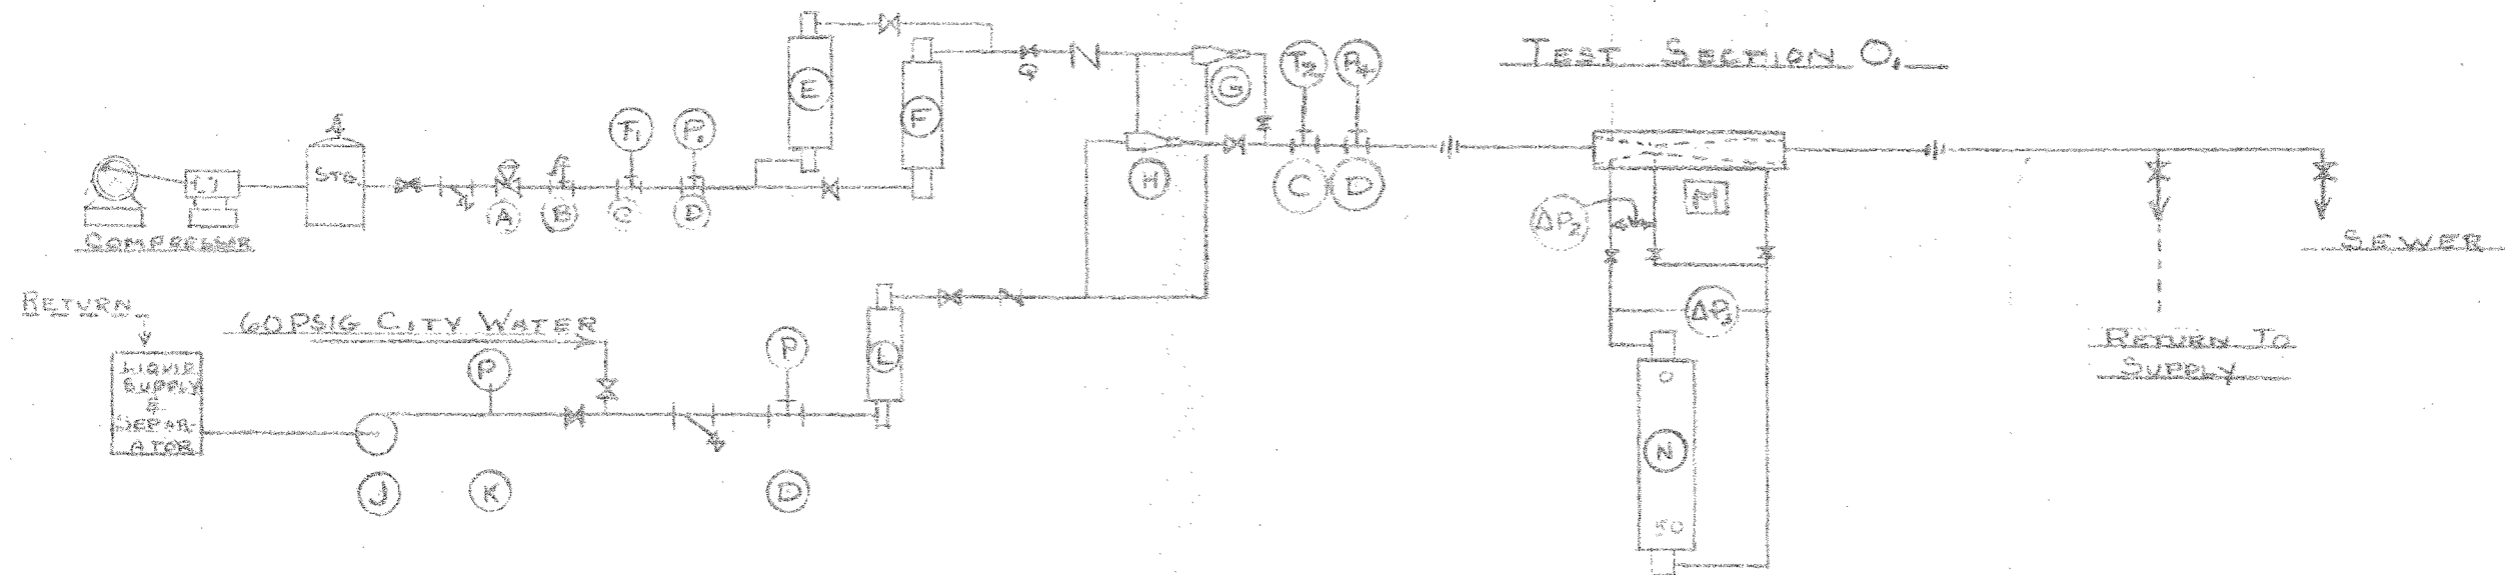 TEST SECTION
E
F
G
T2
P2
T1
P1
STG.
A
B
C
D
H
C
D
M
ΔP2
COMPRESSOR
SEWER
RETURN
60 PSIG CITY WATER
P
P
L
ΔP3
RETURN TO
SUPPLY
LIQUID
SUPPLY
&
SEPAR-
ATOR
J
K
D
O
N
50